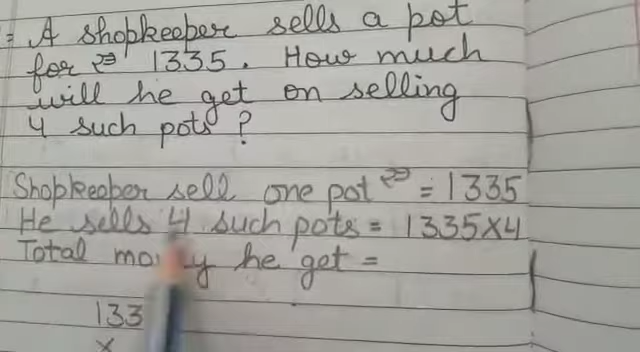 = A shopkeeper sells a pot
for ₹ 1335. How much
will he get on selling
4 such pots ?
Shopkeeper sell one pot ₹ = 1335
He sells 4 such pots = 1335×4
Total he get =
133
×